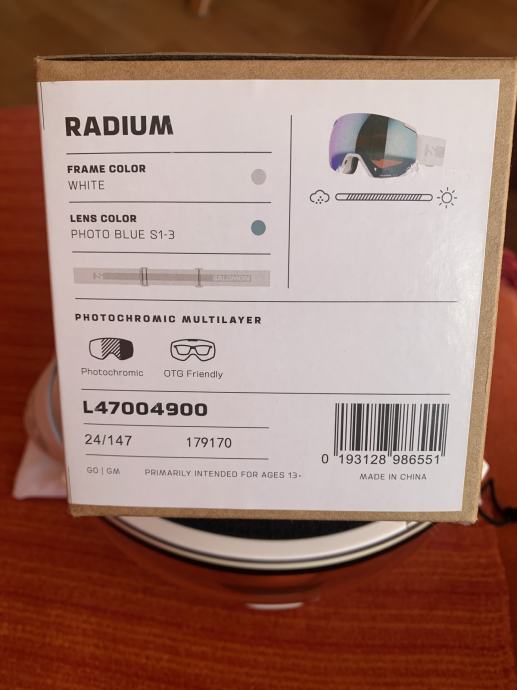 RADIUM
FRAME COLOR
WHITE
LENS COLOR
PHOTO BLUE S1-3
SALOMON
PHOTOCHROMIC MULTILAYER
Photochromic
OTG Friendly
L47004900
24/147 179170
GO | GM PRIMARILY INTENDED FOR AGES 13+
0 193128 986551
MADE IN CHINA